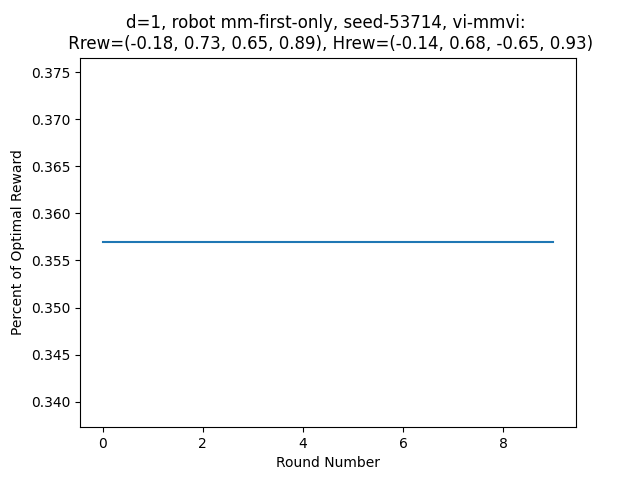 d=1, robot mm-first-only, seed-53714, vi-mmvi:
Rrew=(-0.18, 0.73, 0.65, 0.89), Hrew=(-0.14, 0.68, -0.65, 0.93)
0.375
0.370
0.365
0.360
0.355
0.350
0.345
0.340
Percent of Optimal Reward
0 2 4 6 8
Round Number